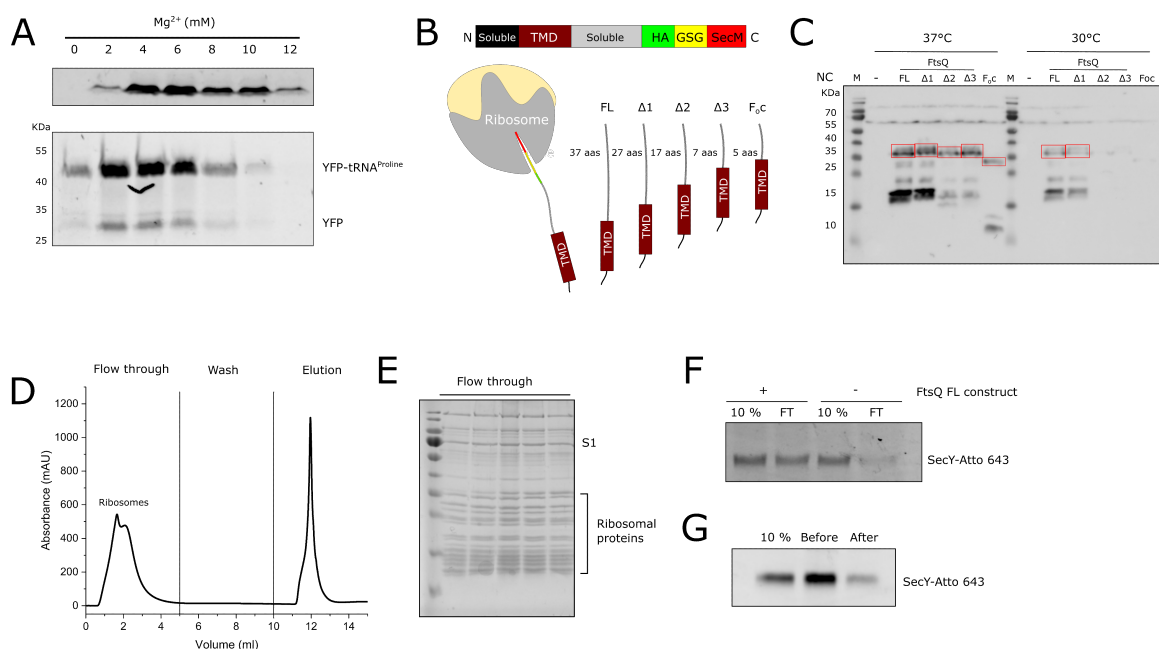 A
Mg²⁺ (mM)
0 2 4 6 8 10 12
KDa
55
40
35
25
YFP-tRNAᴾʳᵒˡⁱⁿᵉ
YFP
B
N Soluble TMD Soluble HA GSG SecM C
Ribosome
FL Δ1 Δ2 Δ3 F₀c
37 aas 27 aas 17 aas 7 aas 5 aas
TMD TMD TMD TMD TMD TMD
C
37°C 30°C
FtsQ FtsQ
NC M - FL Δ1 Δ2 Δ3 F₀c M - FL Δ1 Δ2 Δ3 Foc
KDa
70
55
35
25
15
10
D
Flow through Wash Elution
Absorbance (mAU)
1200
1000
800
600
400
200
0
Ribosomes
0 2 4 6 8 10 12 14
Volume (ml)
E
Flow through
S1
Ribosomal
proteins
F
+ - FtsQ FL construct
10 % FT 10 % FT
SecY-Atto 643
G
10 % Before After
SecY-Atto 643